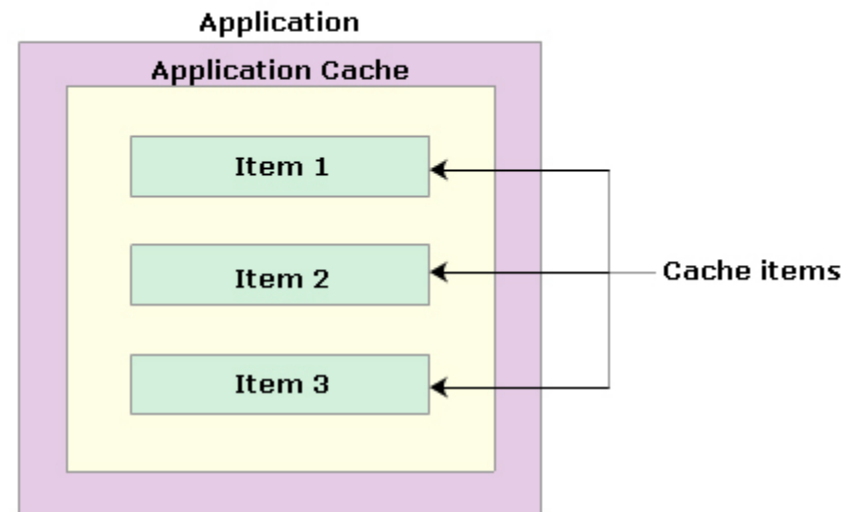 Application
Application Cache
Item 1
Item 2
Cache items
Item 3